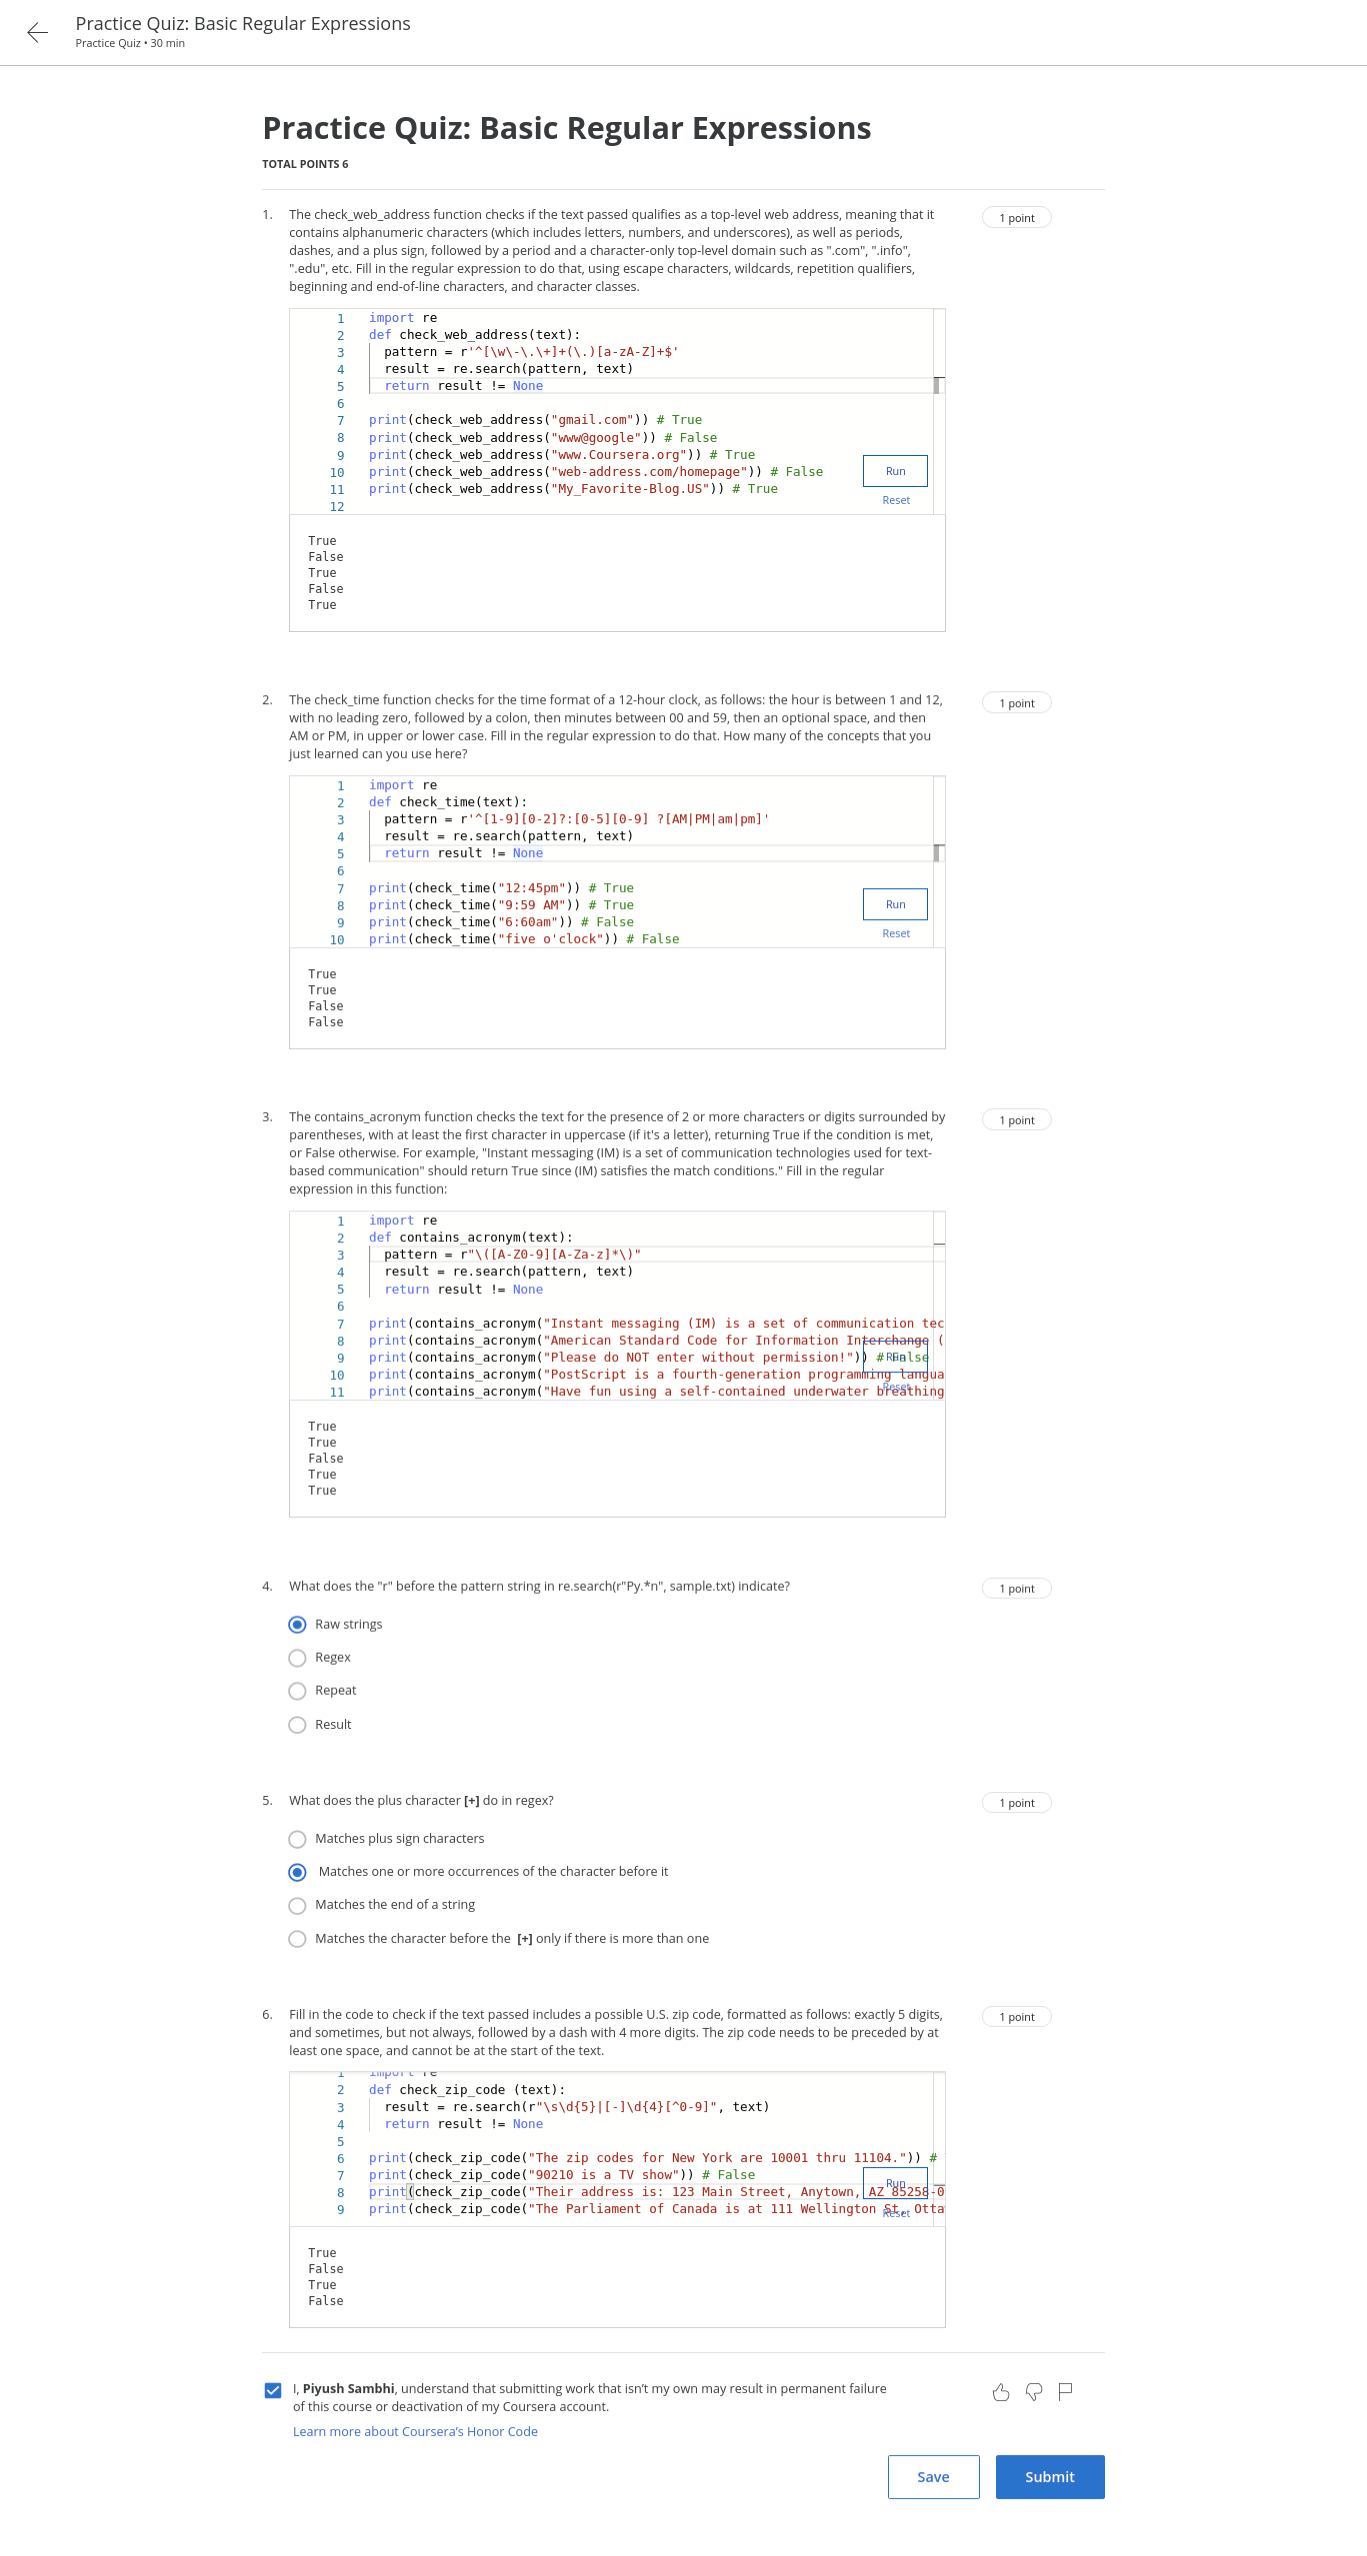 Practice Quiz: Basic Regular Expressions
Practice Quiz • 30 min
Practice Quiz: Basic Regular Expressions
TOTAL POINTS 6
1. The check_web_address function checks if the text passed qualifies as a top-level web address, meaning that it
1 point
contains alphanumeric characters (which includes letters, numbers, and underscores), as well as periods,
dashes, and a plus sign, followed by a period and a character-only top-level domain such as ".com", ".info",
".edu", etc. Fill in the regular expression to do that, using escape characters, wildcards, repetition qualifiers,
beginning and end-of-line characters, and character classes.
1 import re
2 def check_web_address(text):
3   pattern = r'^[\w\-\.\+]+(\.)[a-zA-Z]+$'
4   result = re.search(pattern, text)
5   return result != None
6
7 print(check_web_address("gmail.com")) # True
8 print(check_web_address("www@google")) # False
9 print(check_web_address("www.Coursera.org")) # True
10 print(check_web_address("web-address.com/homepage")) # False
11 print(check_web_address("My_Favorite-Blog.US")) # True
12
Run
Reset
True
False
True
False
True
2. The check_time function checks for the time format of a 12-hour clock, as follows: the hour is between 1 and 12,
1 point
with no leading zero, followed by a colon, then minutes between 00 and 59, then an optional space, and then
AM or PM, in upper or lower case. Fill in the regular expression to do that. How many of the concepts that you
just learned can you use here?
1 import re
2 def check_time(text):
3   pattern = r'^[1-9][0-2]?:[0-5][0-9] ?[AM|PM|am|pm]'
4   result = re.search(pattern, text)
5   return result != None
6
7 print(check_time("12:45pm")) # True
8 print(check_time("9:59 AM")) # True
9 print(check_time("6:60am")) # False
10 print(check_time("five o'clock")) # False
Run
Reset
True
True
False
False
3. The contains_acronym function checks the text for the presence of 2 or more characters or digits surrounded by
1 point
parentheses, with at least the first character in uppercase (if it's a letter), returning True if the condition is met,
or False otherwise. For example, "Instant messaging (IM) is a set of communication technologies used for text-
based communication" should return True since (IM) satisfies the match conditions." Fill in the regular
expression in this function:
1 import re
2 def contains_acronym(text):
3   pattern = r"\([A-Z0-9][A-Za-z]*\)"
4   result = re.search(pattern, text)
5   return result != None
6
7 print(contains_acronym("Instant messaging (IM) is a set of communication tec
8 print(contains_acronym("American Standard Code for Information Interchange (
9 print(contains_acronym("Please do NOT enter without permission!")) # False
10 print(contains_acronym("PostScript is a fourth-generation programming langua
11 print(contains_acronym("Have fun using a self-contained underwater breathing
Run
Reset
True
True
False
True
True
4. What does the "r" before the pattern string in re.search(r"Py.*n", sample.txt) indicate?
1 point
Raw strings
Regex
Repeat
Result
5. What does the plus character [+] do in regex?
1 point
Matches plus sign characters
Matches one or more occurrences of the character before it
Matches the end of a string
Matches the character before the [+] only if there is more than one
6. Fill in the code to check if the text passed includes a possible U.S. zip code, formatted as follows: exactly 5 digits,
1 point
and sometimes, but not always, followed by a dash with 4 more digits. The zip code needs to be preceded by at
least one space, and cannot be at the start of the text.
1 import re
2 def check_zip_code (text):
3   result = re.search(r"\s\d{5}|[-]\d{4}[^0-9]", text)
4   return result != None
5
6 print(check_zip_code("The zip codes for New York are 10001 thru 11104.")) #
7 print(check_zip_code("90210 is a TV show")) # False
8 print(check_zip_code("Their address is: 123 Main Street, Anytown, AZ 85258-0
9 print(check_zip_code("The Parliament of Canada is at 111 Wellington St, Otta
Run
Reset
True
False
True
False
I, Piyush Sambhi, understand that submitting work that isn't my own may result in permanent failure
of this course or deactivation of my Coursera account.
Learn more about Coursera's Honor Code
Save
Submit